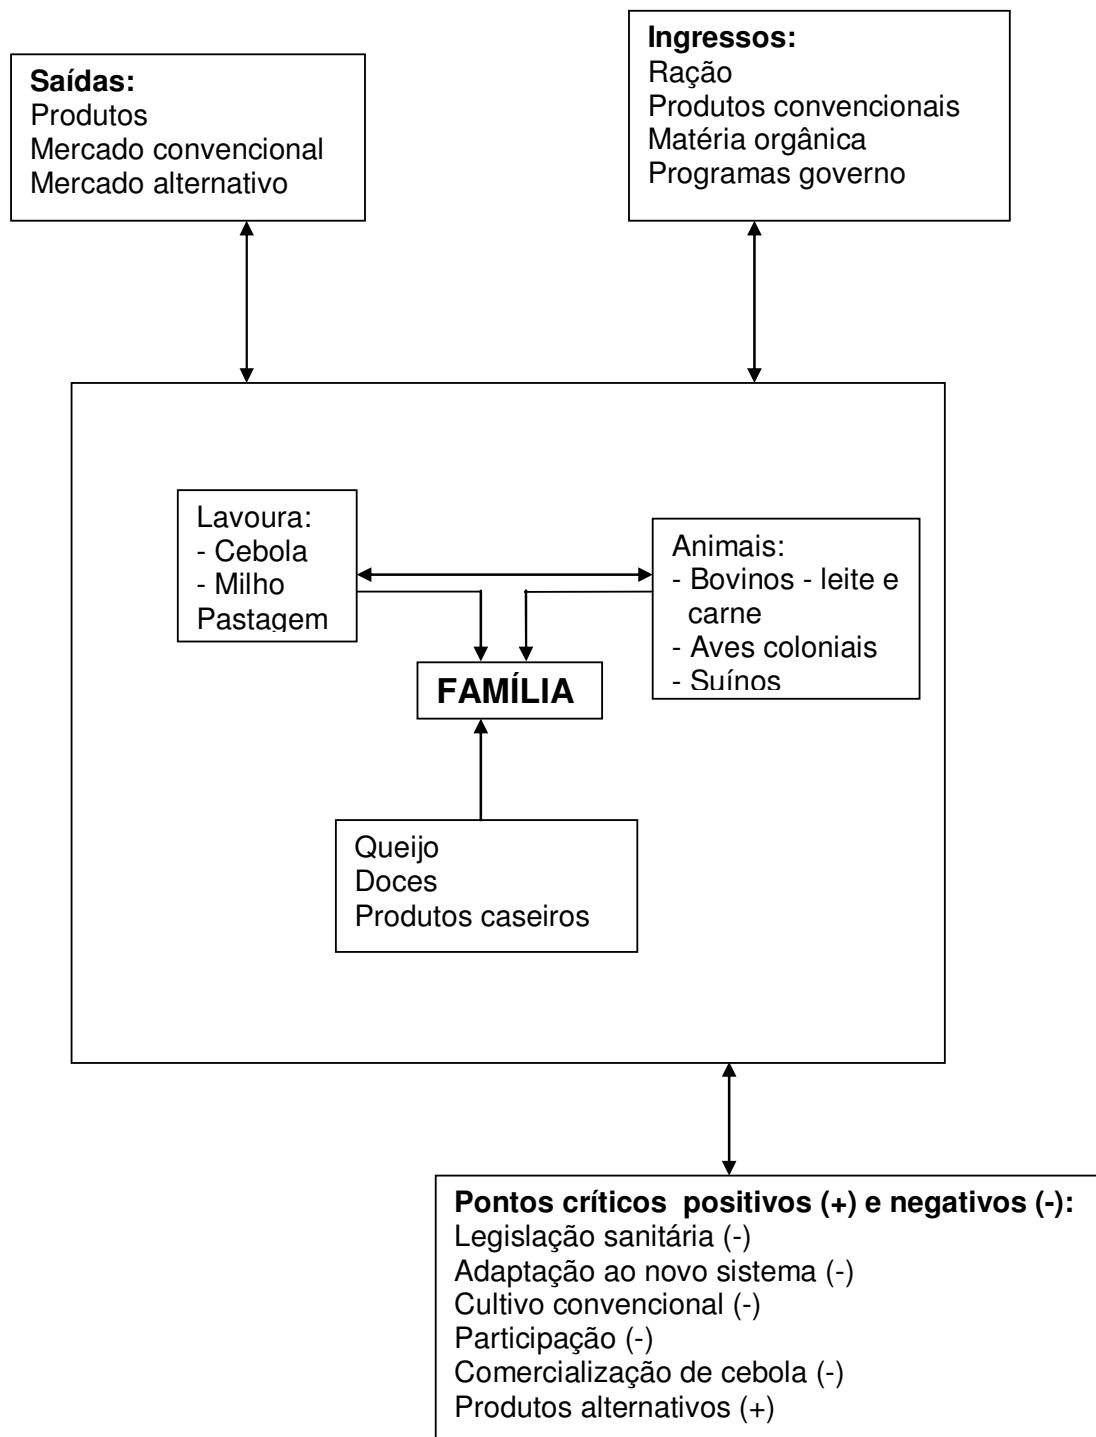 Saídas:
Produtos
Mercado convencional
Mercado alternativo
Ingressos:
Ração
Produtos convencionais
Matéria orgânica
Programas governo
Lavoura:
- Cebola
- Milho
Pastagem
Animais:
- Bovinos - leite e
carne
- Aves coloniais
- Suínos
FAMÍLIA
Queijo
Doces
Produtos caseiros
Pontos críticos  positivos (+) e negativos (-):
Legislação sanitária (-)
Adaptação ao novo sistema (-)
Cultivo convencional (-)
Participação (-)
Comercialização de cebola (-)
Produtos alternativos (+)